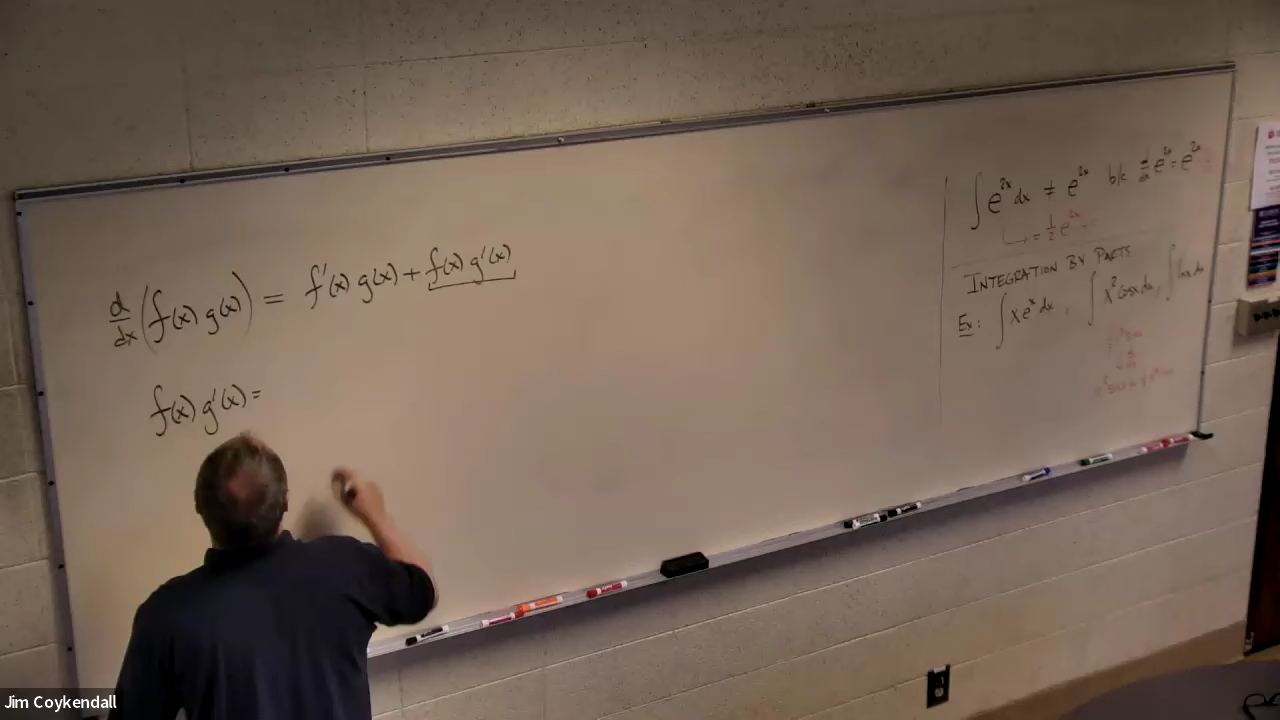 d/dx (f(x) g(x)) = f'(x) g(x) + f(x) g'(x)
f(x) g'(x) =
∫ e^{2x} dx ≠ e^{2x} b/c d/dx e^{2x} = e^{2x}
= 1/2 e^{2x}
INTEGRATION BY PARTS
Ex: ∫ x e^x dx, ∫ x² cos x dx, ∫ ln x dx
Jim Coykendall